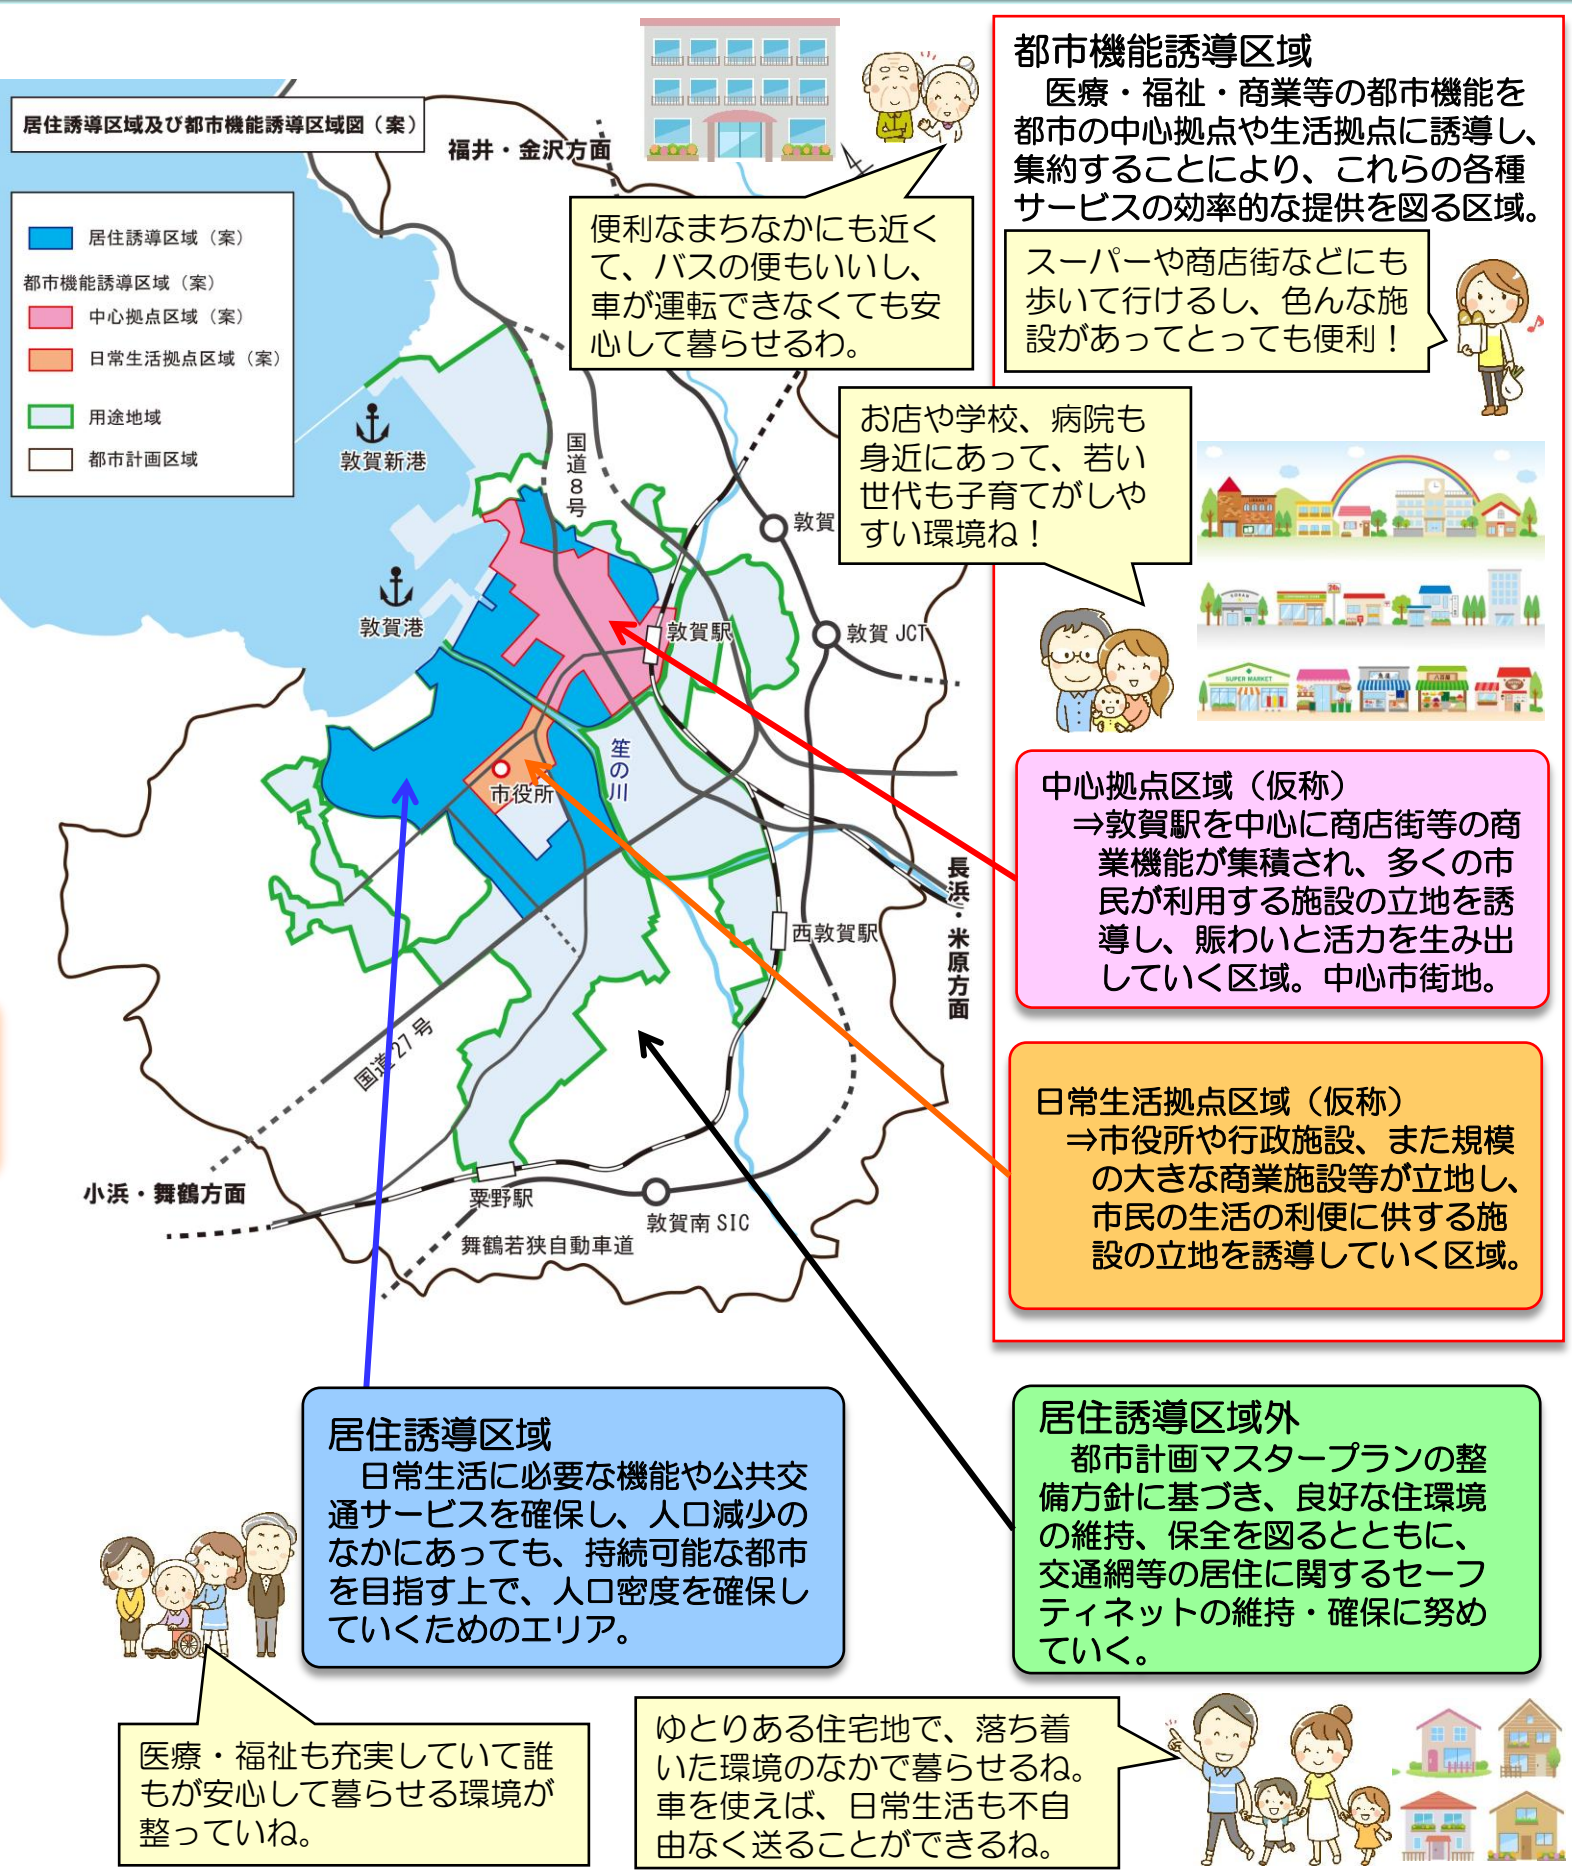 居住誘導区域及び都市機能誘導区域図（案）
居住誘導区域（案）
都市機能誘導区域（案）
中心拠点区域（案）
日常生活拠点区域（案）
用途地域
都市計画区域
福井・金沢方面
便利なまちなかにも近く
て、バスの便もいいし、
車が運転できなくても安
心して暮らせるわ。
都市機能誘導区域
医療・福祉・商業等の都市機能を
都市の中心拠点や生活拠点に誘導し、
集約することにより、これらの各種
サービスの効率的な提供を図る区域。
スーパーや商店街などにも
歩いて行けるし、色んな施
設があってとっても便利！
お店や学校、病院も
身近にあって、若い
世代も子育てがしや
すい環境ね！
敦賀新港
国道8号
敦賀
敦賀港
敦賀駅
敦賀 JCT
笙の川
市役所
長浜・米原方面
西敦賀駅
国道27号
小浜・舞鶴方面
粟野駅
敦賀南 SIC
舞鶴若狭自動車道
LIBRARY
24h
SUPER MARKET
中心拠点区域（仮称）
⇒敦賀駅を中心に商店街等の商
業機能が集積され、多くの市
民が利用する施設の立地を誘
導し、賑わいと活力を生み出
していく区域。中心市街地。
日常生活拠点区域（仮称）
⇒市役所や行政施設、また規模
の大きな商業施設等が立地し、
市民の生活の利便に供する施
設の立地を誘導していく区域。
居住誘導区域
日常生活に必要な機能や公共交
通サービスを確保し、人口減少の
なかにあっても、持続可能な都市
を目指す上で、人口密度を確保し
ていくためのエリア。
居住誘導区域外
都市計画マスタープランの整
備方針に基づき、良好な住環境
の維持、保全を図るとともに、
交通網等の居住に関するセーフ
ティネットの維持・確保に努め
ていく。
医療・福祉も充実していて誰
もが安心して暮らせる環境が
整っていね。
ゆとりある住宅地で、落ち着
いた環境のなかで暮らせるね。
車を使えば、日常生活も不自
由なく送ることができるね。